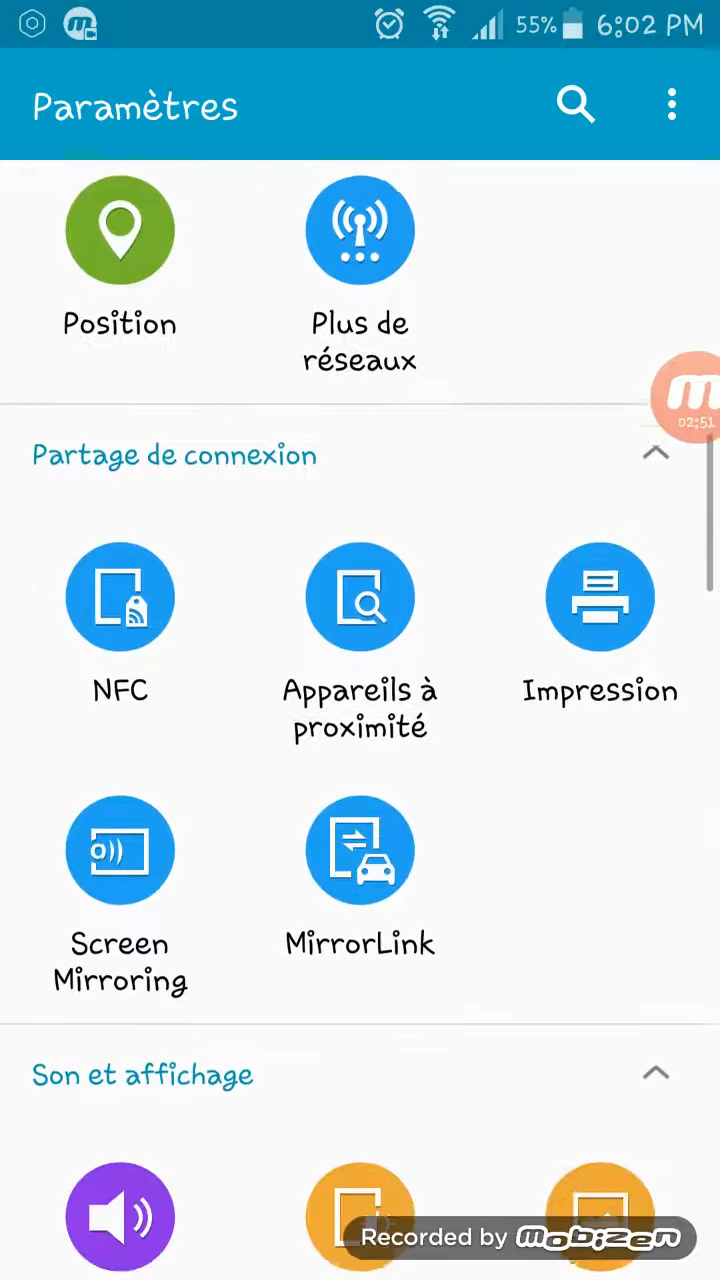 55% 6:02 PM
Paramètres
Position
Plus de
réseaux
02:51
Partage de connexion
NFC
Appareils à
proximité
Impression
Screen
Mirroring
MirrorLink
Son et affichage
Recorded by mobizen